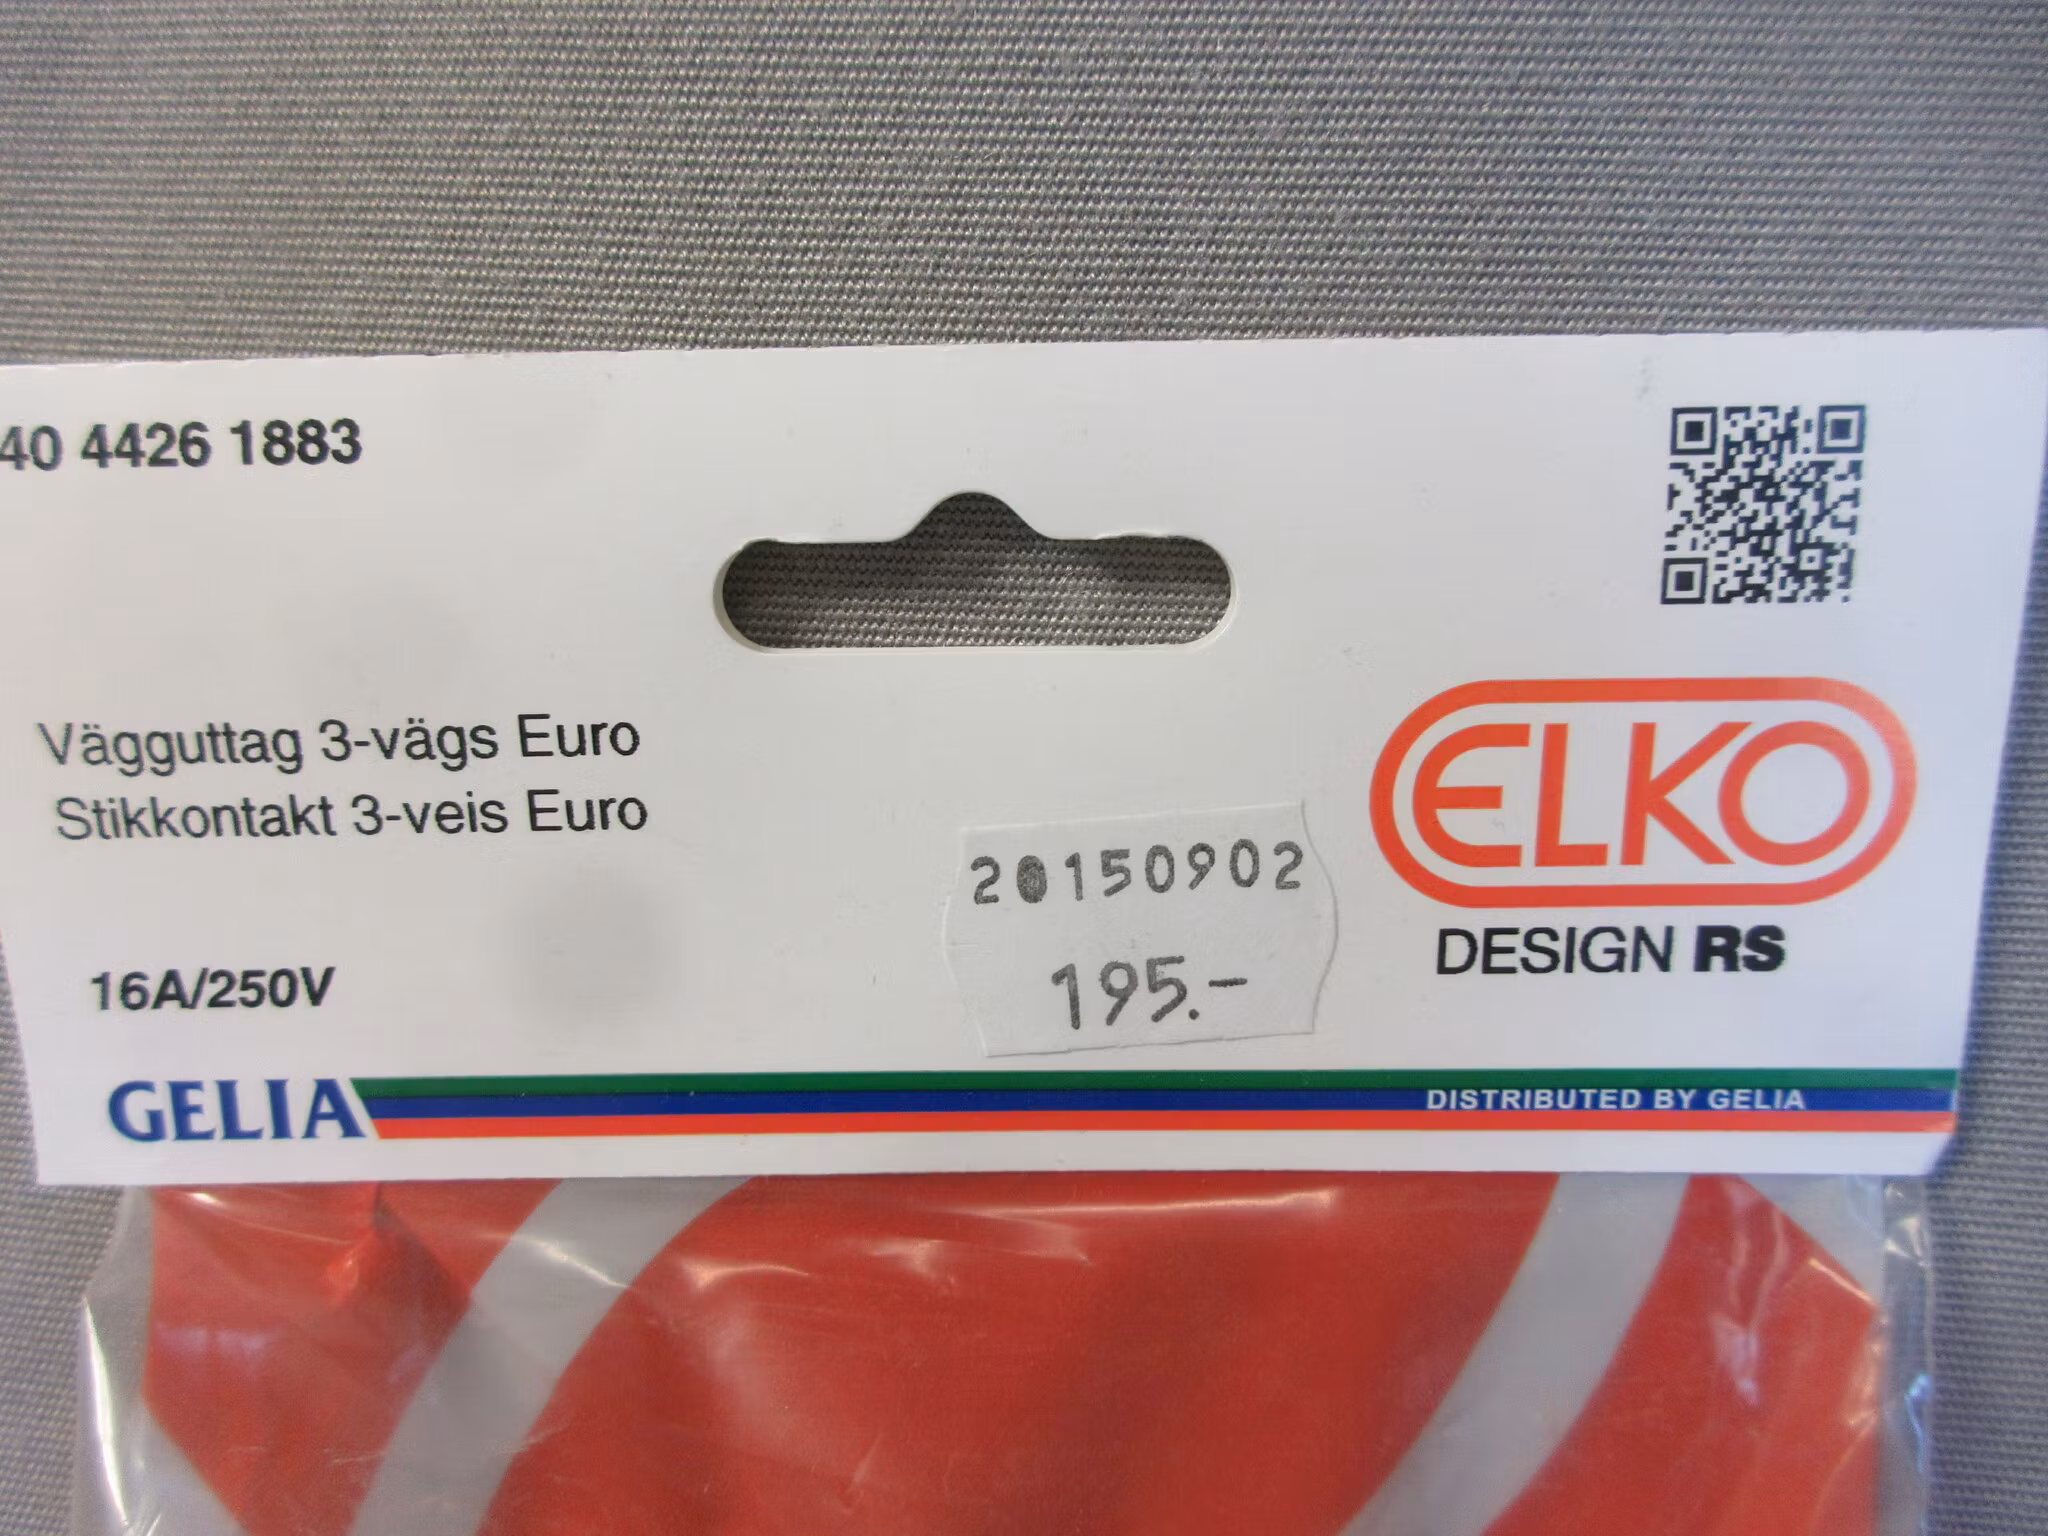 40 4426 1883
Vägguttag 3-vägs Euro
Stikkontakt 3-veis Euro
16A/250V
20150902
195.-
ELKO
DESIGN RS
GELIA
DISTRIBUTED BY GELIA